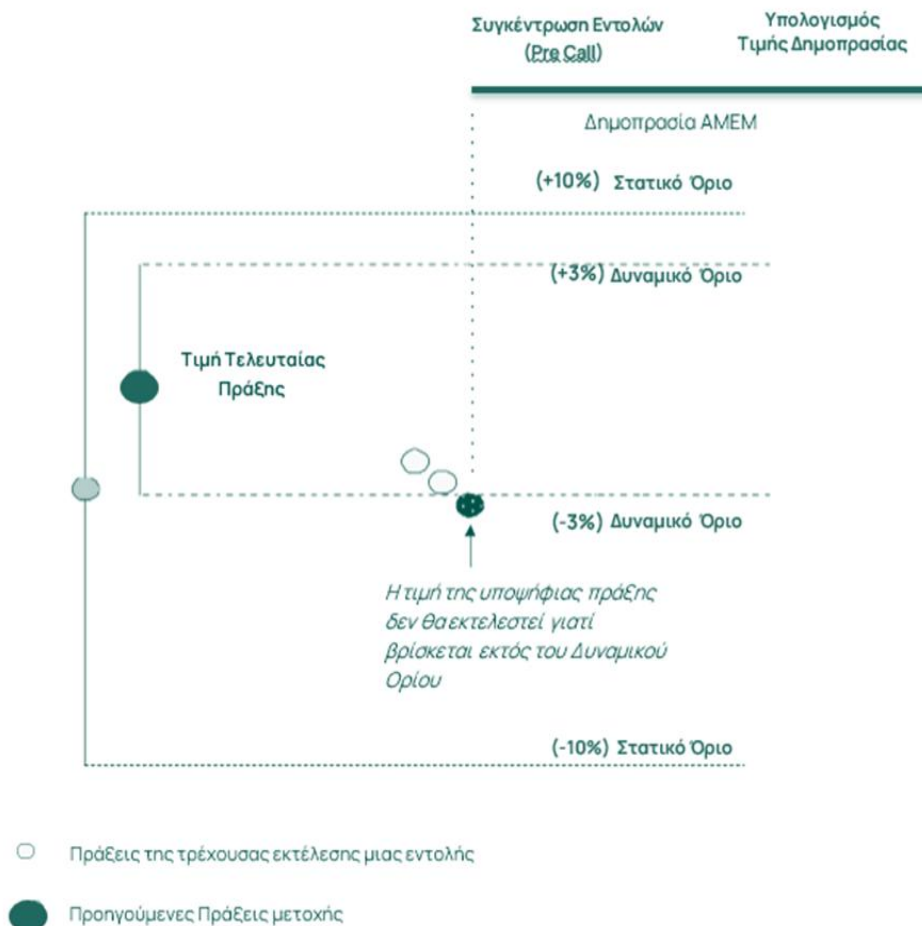 Συγκέντρωση Εντολών
(Pre Call)
Υπολογισμός
Τιμής Δημοπρασίας
Δημοπρασία ΑΜΕΜ
(+10%) Στατικό Όριο
(+3%) Δυναμικό Όριο
Τιμή Τελευταίας
Πράξης
(-3%) Δυναμικό Όριο
Η τιμή της υποψήφιας πράξης
δεν θα εκτελεστεί γιατί
βρίσκεται εκτός του Δυναμικού
Ορίου
(-10%) Στατικό Όριο
Πράξεις της τρέχουσας εκτέλεσης μιας εντολής
Προηγούμενες Πράξεις μετοχής